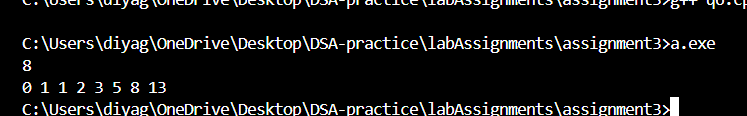 C:\Users\diyag\OneDrive\Desktop\DSA-practice\labAssignments\assignment3>g++ q6.cp
C:\Users\diyag\OneDrive\Desktop\DSA-practice\labAssignments\assignment3>a.exe
8
0 1 1 2 3 5 8 13
C:\Users\diyag\OneDrive\Desktop\DSA-practice\labAssignments\assignment3>